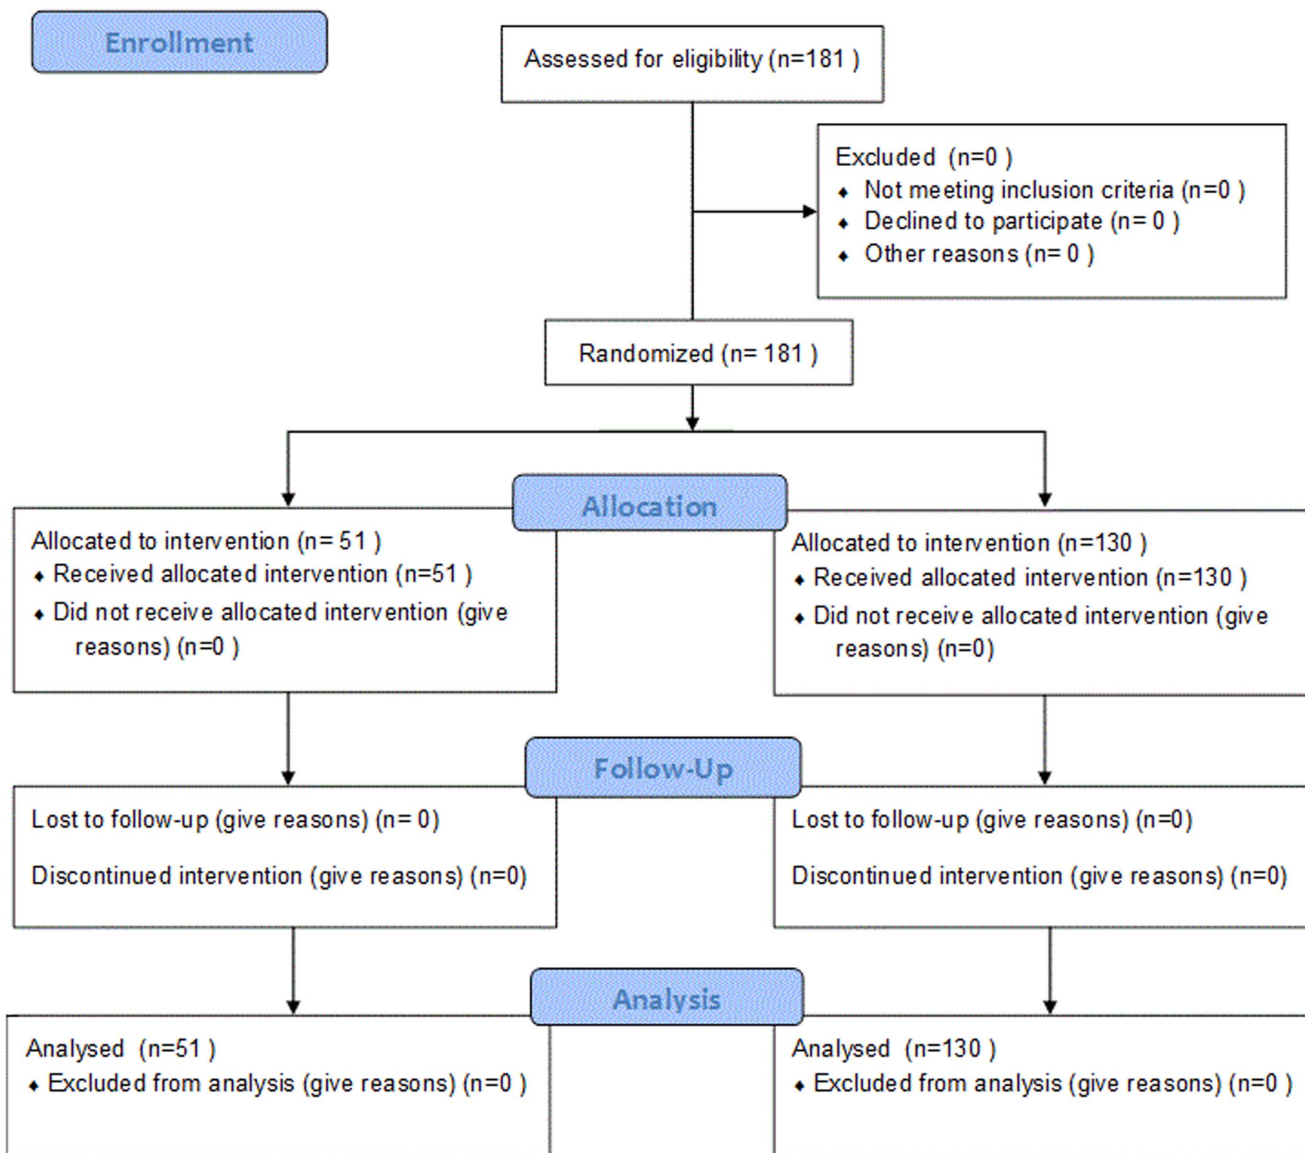 Enrollment
Assessed for eligibility (n=181 )
Excluded  (n=0 )
⬧ Not meeting inclusion criteria (n=0 )
⬧ Declined to participate (n= 0 )
⬧ Other reasons (n= 0 )
Randomized (n= 181 )
Allocation
Allocated to intervention (n= 51 )
⬧ Received allocated intervention (n=51 )
⬧ Did not receive allocated intervention (give
reasons) (n=0 )
Allocated to intervention (n=130 )
⬧ Received allocated intervention (n=130 )
⬧ Did not receive allocated intervention (give
reasons) (n=0)
Follow-Up
Lost to follow-up (give reasons) (n= 0)
Discontinued intervention (give reasons) (n=0)
Lost to follow-up (give reasons) (n=0)
Discontinued intervention (give reasons) (n=0)
Analysis
Analysed  (n=51 )
⬧ Excluded from analysis (give reasons) (n=0 )
Analysed  (n=130 )
⬧ Excluded from analysis (give reasons) (n=0 )